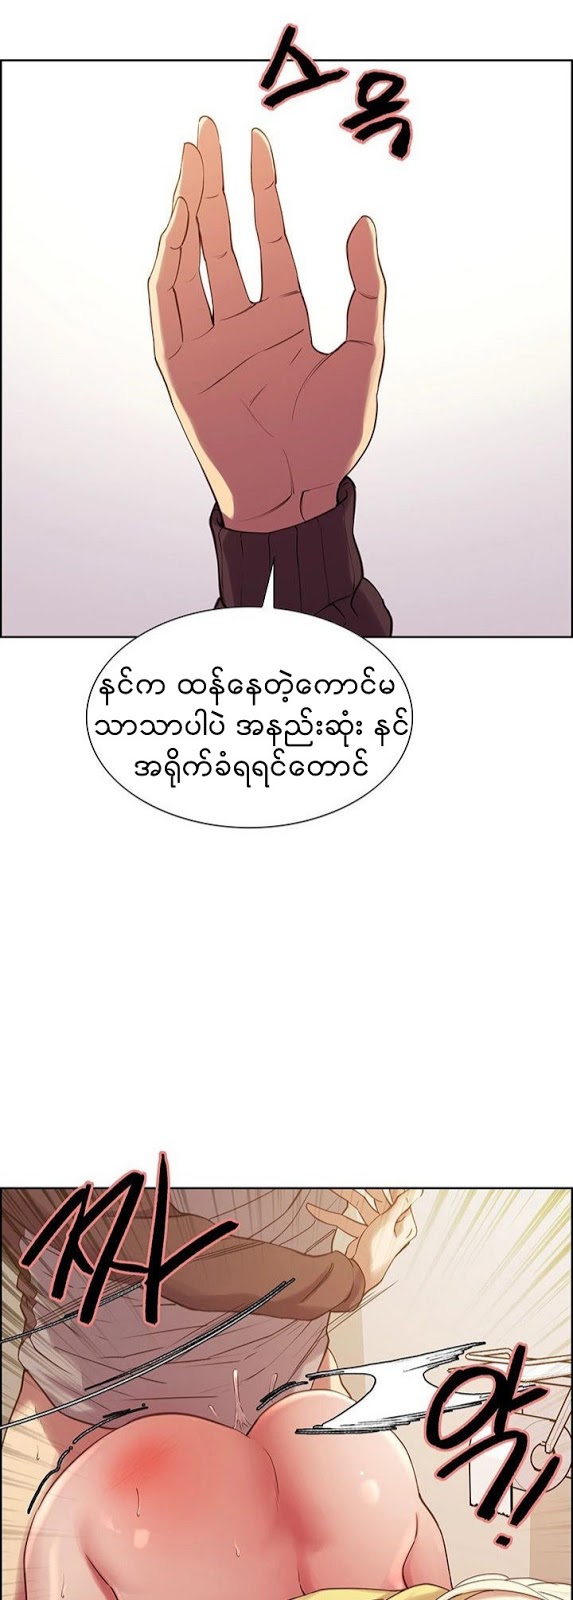 스윽
နင်က ထန်နေတဲ့ကောင်မ
သာသာပါပဲ အနည်းဆုံး နင်
အရိုက်ခံရရင်တောင်
짜
악!